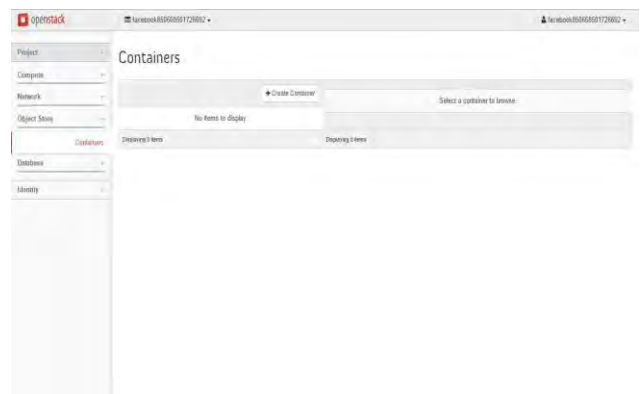 openstack
Project
Compute
Network
Object Store
Containers
Database
Identity
Containers
+ Create Container
No items to display
Displaying 0 items
Select a container to browse.
Displaying 0 items